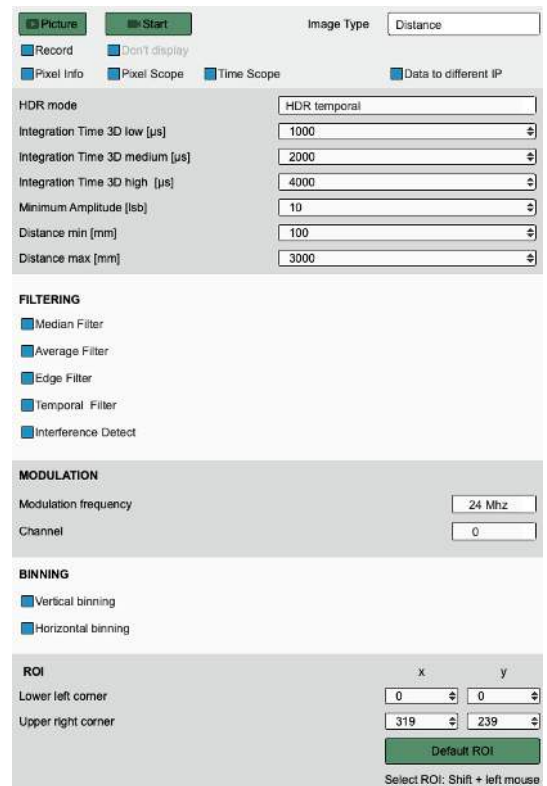 Picture Start Image Type Distance
Record Don't display
Pixel Info Pixel Scope Time Scope Data to different IP
HDR mode HDR temporal
Integration Time 3D low [µs] 1000
Integration Time 3D medium [µs] 2000
Integration Time 3D high [µs] 4000
Minimum Amplitude [lsb] 10
Distance min [mm] 100
Distance max [mm] 3000
FILTERING
Median Filter
Average Filter
Edge Filter
Temporal Filter
Interference Detect
MODULATION
Modulation frequency 24 Mhz
Channel 0
BINNING
Vertical binning
Horizontal binning
ROI x y
Lower left corner 0 0
Upper right corner 319 239
Default ROI
Select ROI: Shift + left mouse